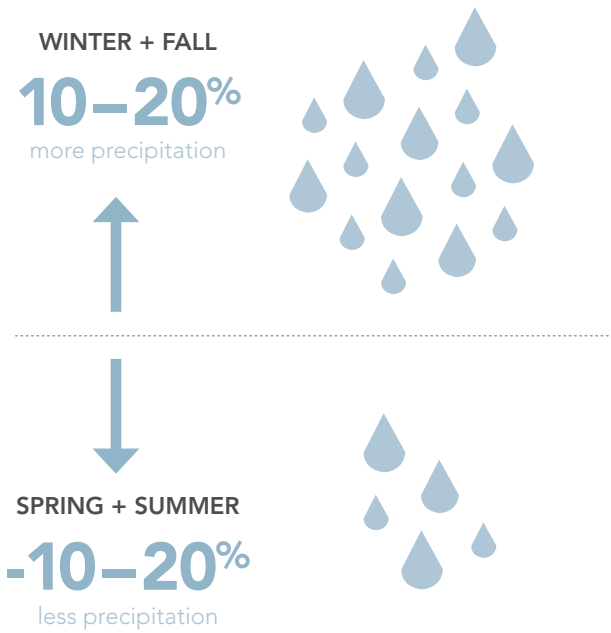 WINTER + FALL
10–20%
more precipitation
SPRING + SUMMER
-10–20%
less precipitation